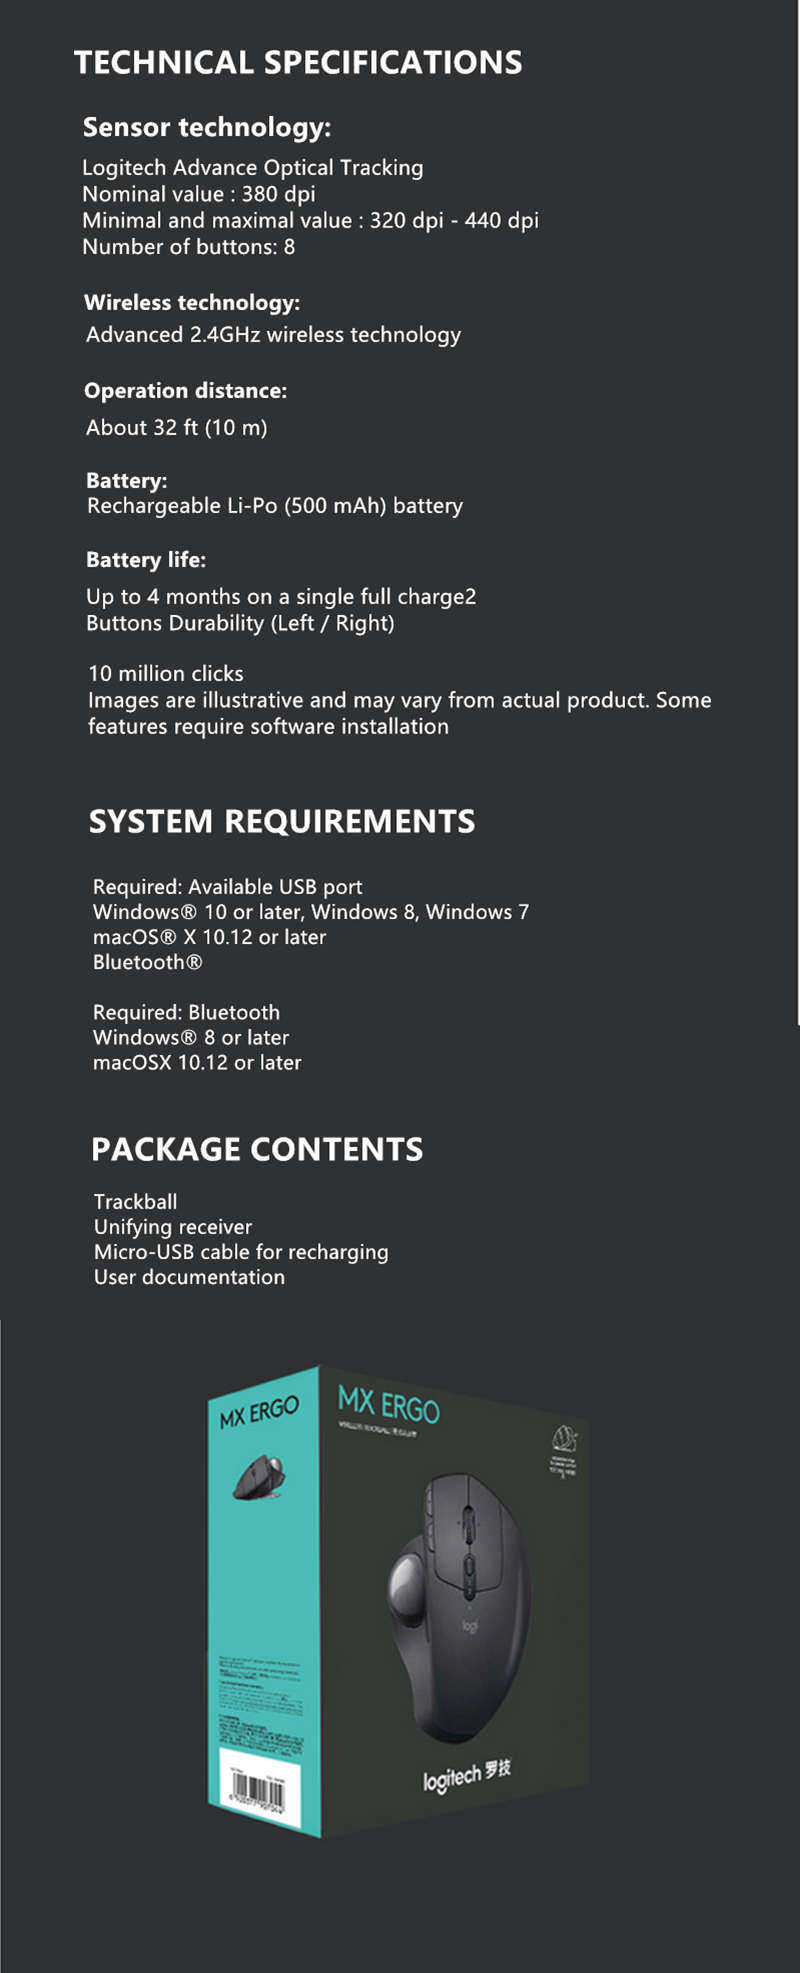 TECHNICAL SPECIFICATIONS
Sensor technology:
Logitech Advance Optical Tracking
Nominal value : 380 dpi
Minimal and maximal value : 320 dpi - 440 dpi
Number of buttons: 8
Wireless technology:
Advanced 2.4GHz wireless technology
Operation distance:
About 32 ft (10 m)
Battery:
Rechargeable Li-Po (500 mAh) battery
Battery life:
Up to 4 months on a single full charge2
Buttons Durability (Left / Right)
10 million clicks
Images are illustrative and may vary from actual product. Some
features require software installation
SYSTEM REQUIREMENTS
Required: Available USB port
Windows® 10 or later, Windows 8, Windows 7
macOS® X 10.12 or later
Bluetooth®
Required: Bluetooth
Windows® 8 or later
macOSX 10.12 or later
PACKAGE CONTENTS
Trackball
Unifying receiver
Micro-USB cable for recharging
User documentation
MX ERGO
MX ERGO
logi
logitech 罗技